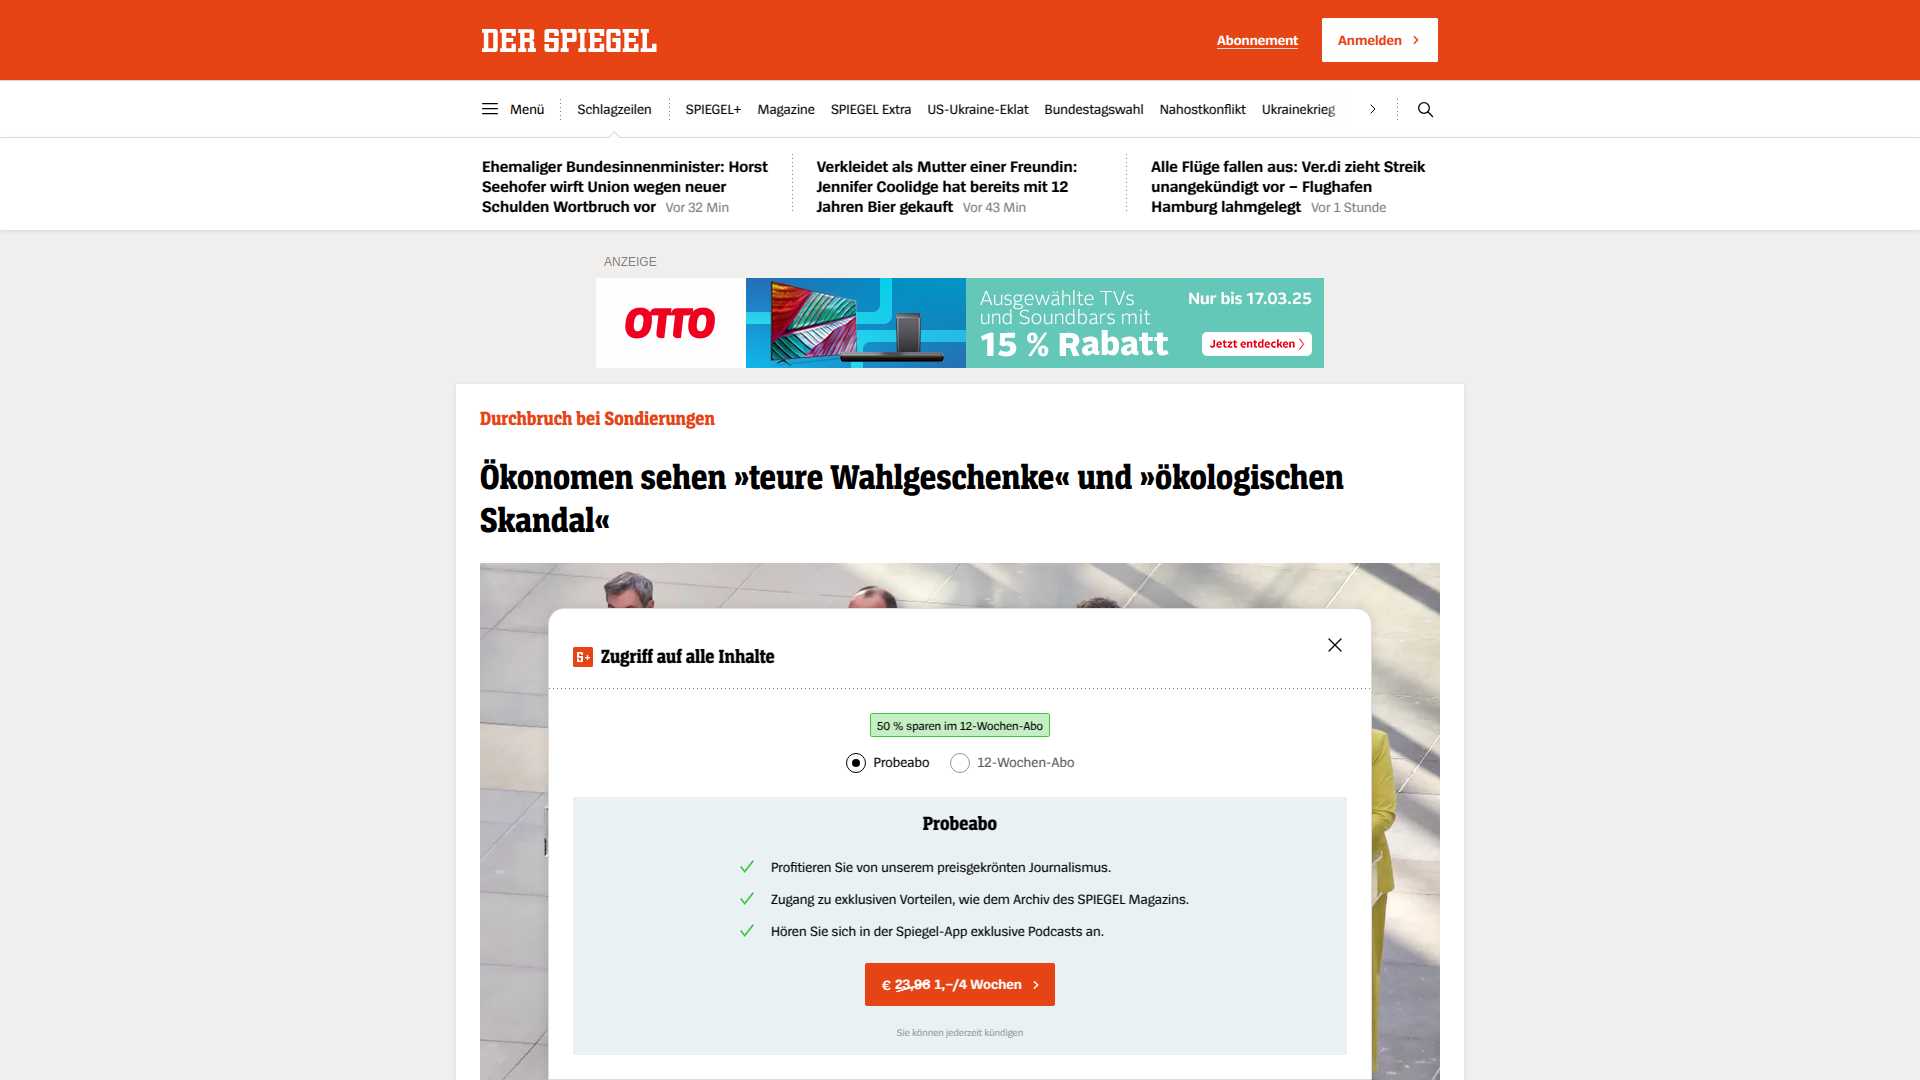 DER SPIEGEL
Abonnement
Anmelden
Menü
Schlagzeilen
SPIEGEL+
Magazine
SPIEGEL Extra
US-Ukraine-Eklat
Bundestagswahl
Nahostkonflikt
Ukrainekrieg
Ehemaliger Bundesinnenminister: Horst
Seehofer wirft Union wegen neuer
Schulden Wortbruch vor Vor 32 Min
Verkleidet als Mutter einer Freundin:
Jennifer Coolidge hat bereits mit 12
Jahren Bier gekauft Vor 43 Min
Alle Flüge fallen aus: Ver.di zieht Streik
unangekündigt vor – Flughafen
Hamburg lahmgelegt Vor 1 Stunde
ANZEIGE
OTTO
Ausgewählte TVs
und Soundbars mit
15 % Rabatt
Nur bis 17.03.25
Jetzt entdecken
Durchbruch bei Sondierungen
Ökonomen sehen »teure Wahlgeschenke« und »ökologischen
Skandal«
S+ Zugriff auf alle Inhalte
50 % sparen im 12-Wochen-Abo
Probeabo
12-Wochen-Abo
Probeabo
Profitieren Sie von unserem preisgekrönten Journalismus.
Zugang zu exklusiven Vorteilen, wie dem Archiv des SPIEGEL Magazins.
Hören Sie sich in der Spiegel-App exklusive Podcasts an.
€ 23,96 1,–/4 Wochen
Sie können jederzeit kündigen